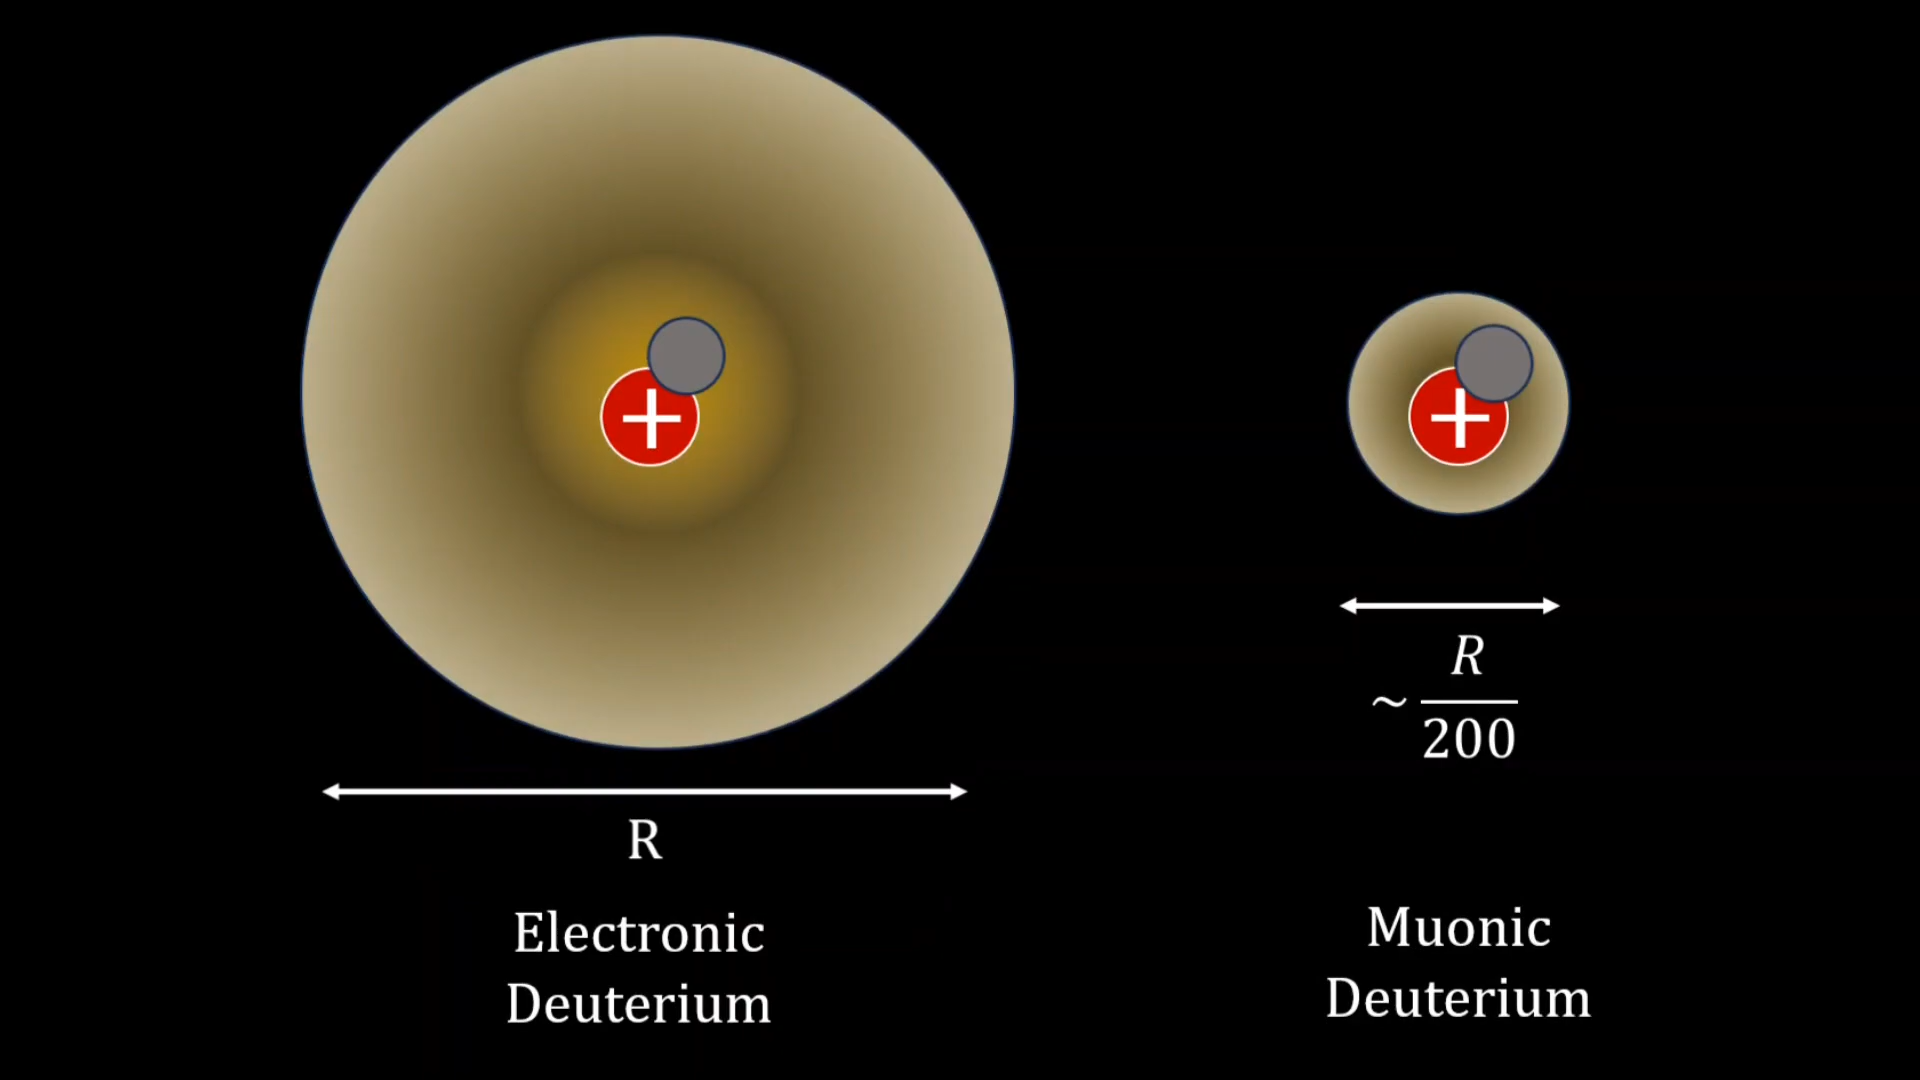 +
+
R
~ R
200
R
Electronic
Deuterium
Muonic
Deuterium